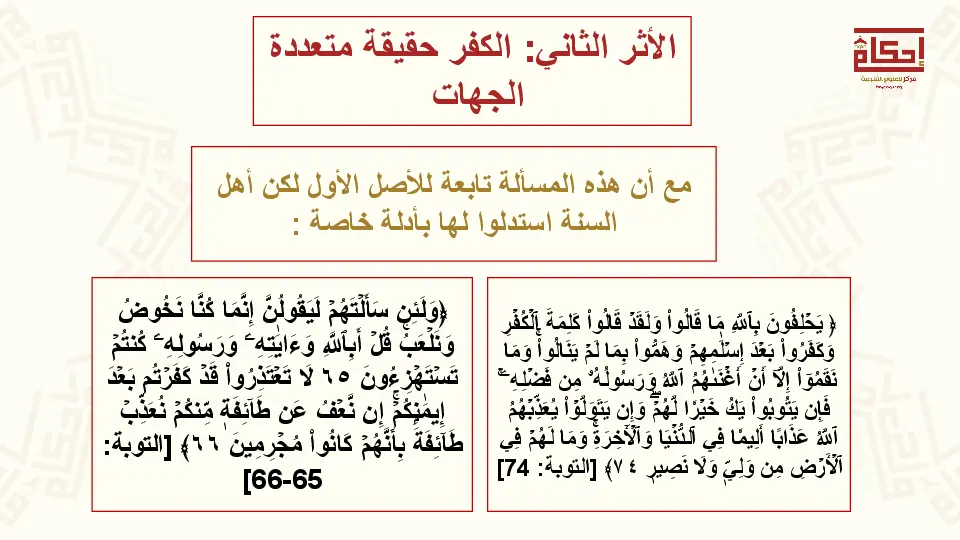 الأثر الثاني: الكفر حقيقة متعددة
الجهات
إحكام
مركز للعلوم الشرعية
مع أن هذه المسألة تابعة للأصل الأول لكن أهل
السنة استدلوا لها بأدلة خاصة :
﴿ يَحۡلِفُونَ بِٱللَّهِ مَا قَالُواْ وَلَقَدۡ قَالُواْ كَلِمَةَ ٱلۡكُفۡرِ
وَكَفَرُواْ بَعۡدَ إِسۡلَٰمِهِمۡ وَهَمُّواْ بِمَا لَمۡ يَنَالُواْۚ وَمَا
نَقَمُوٓاْ إِلَّآ أَنۡ أَغۡنَىٰهُمُ ٱللَّهُ وَرَسُولُهُۥ مِن فَضۡلِهِۦۚ
فَإِن يَتُوبُواْ يَكُ خَيۡرٗا لَّهُمۡۖ وَإِن يَتَوَلَّوۡاْ يُعَذِّبۡهُمُ
ٱللَّهُ عَذَابًا أَلِيمٗا فِي ٱلدُّنۡيَا وَٱلۡأٓخِرَةِۚ وَمَا لَهُمۡ فِي
ٱلۡأَرۡضِ مِن وَلِيّٖ وَلَا نَصِيرٖ ٧٤﴾ [التوبة: 74]
﴿وَلَئِن سَأَلۡتَهُمۡ لَيَقُولُنَّ إِنَّمَا كُنَّا نَخُوضُ
وَنَلۡعَبُۚ قُلۡ أَبِٱللَّهِ وَءَايَٰتِهِۦ وَرَسُولِهِۦ كُنتُمۡ
تَسۡتَهۡزِءُونَ ٦٥ لَا تَعۡتَذِرُواْ قَدۡ كَفَرۡتُم بَعۡدَ
إِيمَٰنِكُمۡۚ إِن نَّعۡفُ عَن طَآئِفَةٖ مِّنكُمۡ نُعَذِّبۡ
طَآئِفَةَۢ بِأَنَّهُمۡ كَانُواْ مُجۡرِمِينَ ٦٦﴾ [التوبة:
65-66]